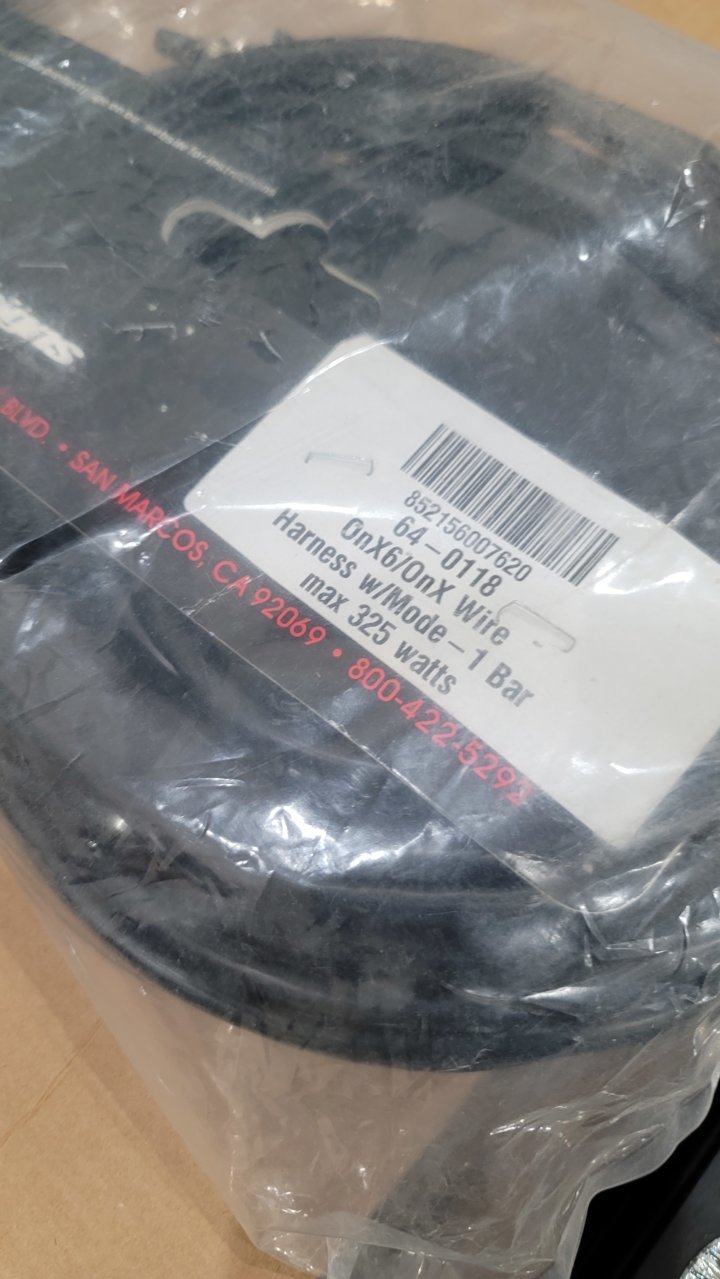 BLVD. • SAN MARCOS, CA 92069 • 800-422-5292
852156007620
64-0118
OnX6/OnX Wire
Harness w/Mode-1 Bar
max 325 watts